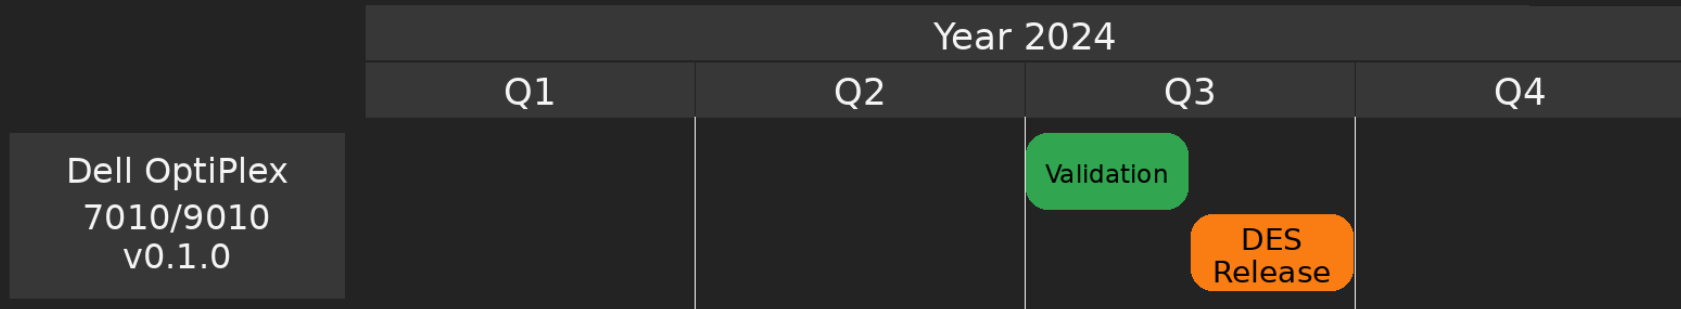 Year 2024
Q1 Q2 Q3 Q4
Dell OptiPlex
7010/9010
v0.1.0
Validation
DES
Release